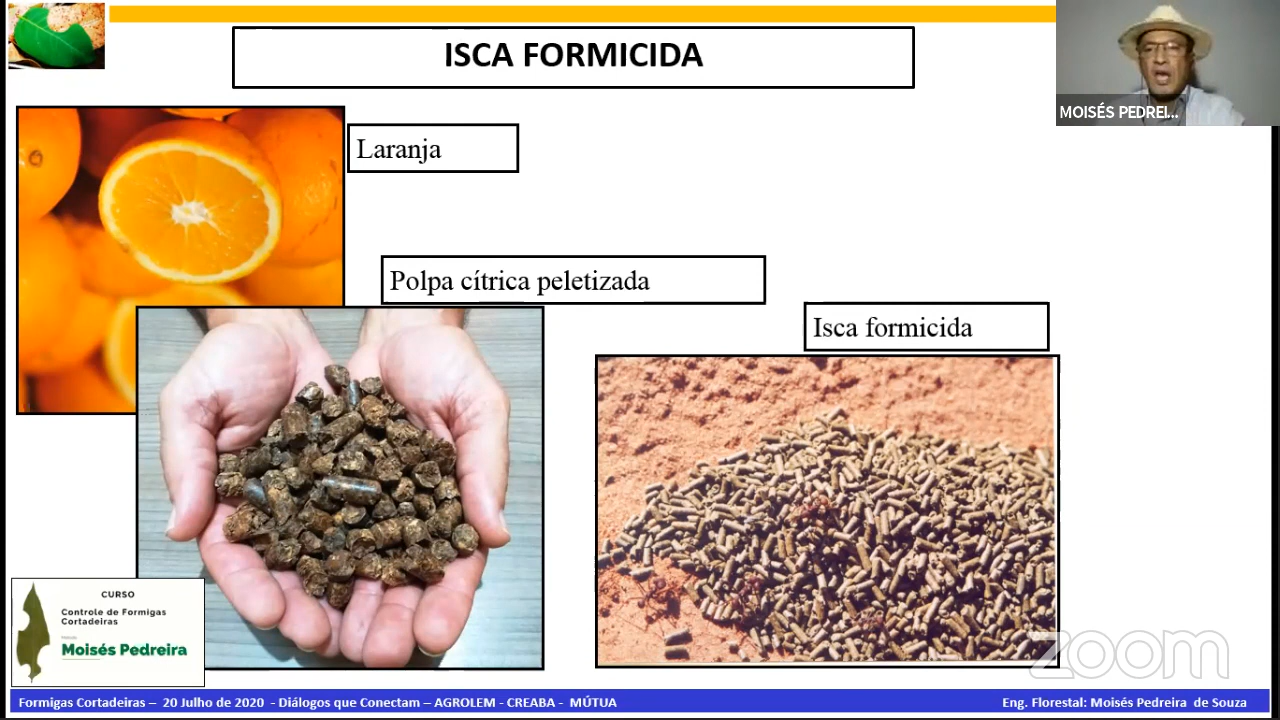 ISCA FORMICIDA
MOISÉS PEDREI...
Laranja
Polpa cítrica peletizada
Isca formicida
CURSO
Controle de Formigas
Cortadeiras
Moisés Pedreira
zoom
Formigas Cortadeiras – 20 Julho de 2020 - Diálogos que Conectam – AGROLEM - CREABA - MÚTUA
Eng. Florestal: Moisés Pedreira de Souza